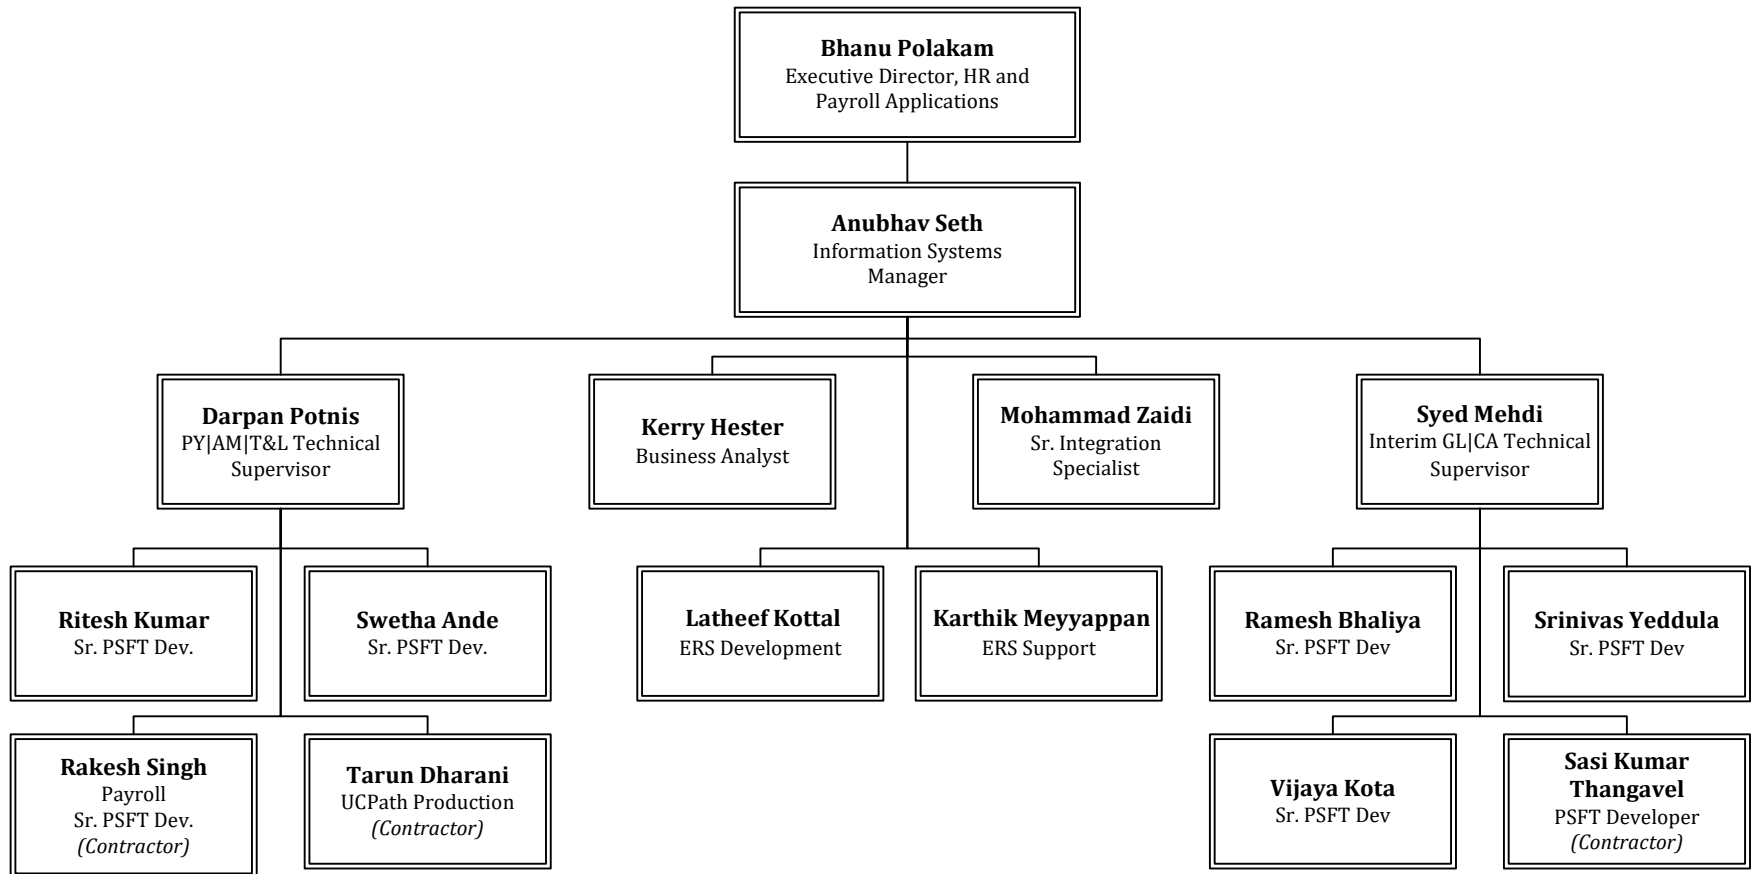 Bhanu Polakam
Executive Director, HR and
Payroll Applications
Anubhav Seth
Information Systems
Manager
Darpan Potnis
PY|AM|T&L Technical
Supervisor
Kerry Hester
Business Analyst
Mohammad Zaidi
Sr. Integration
Specialist
Syed Mehdi
Interim GL|CA Technical
Supervisor
Ritesh Kumar
Sr. PSFT Dev.
Swetha Ande
Sr. PSFT Dev.
Latheef Kottal
ERS Development
Karthik Meyyappan
ERS Support
Ramesh Bhaliya
Sr. PSFT Dev
Srinivas Yeddula
Sr. PSFT Dev
Rakesh Singh
Payroll
Sr. PSFT Dev.
(Contractor)
Tarun Dharani
UCPath Production
(Contractor)
Vijaya Kota
Sr. PSFT Dev
Sasi Kumar
Thangavel
PSFT Developer
(Contractor)